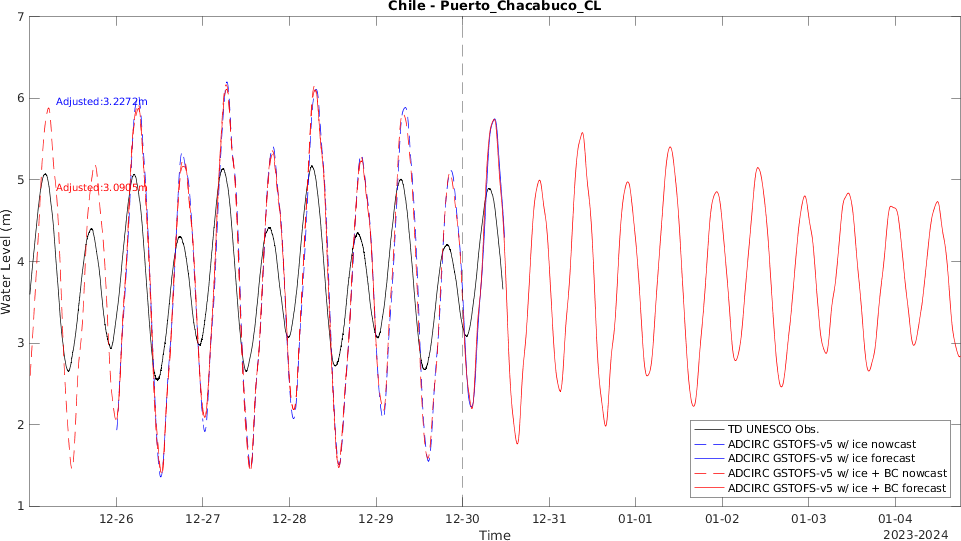 Chile - Puerto_Chacabuco_CL
7
6
5
4
3
2
1
Water Level (m)
Adjusted:3.2272m
Adjusted:3.0905m
TD UNESCO Obs.
ADCIRC GSTOFS-v5 w/ ice nowcast
ADCIRC GSTOFS-v5 w/ ice forecast
ADCIRC GSTOFS-v5 w/ ice + BC nowcast
ADCIRC GSTOFS-v5 w/ ice + BC forecast
12-26 12-27 12-28 12-29 12-30 12-31 01-01 01-02 01-03 01-04
Time
2023-2024